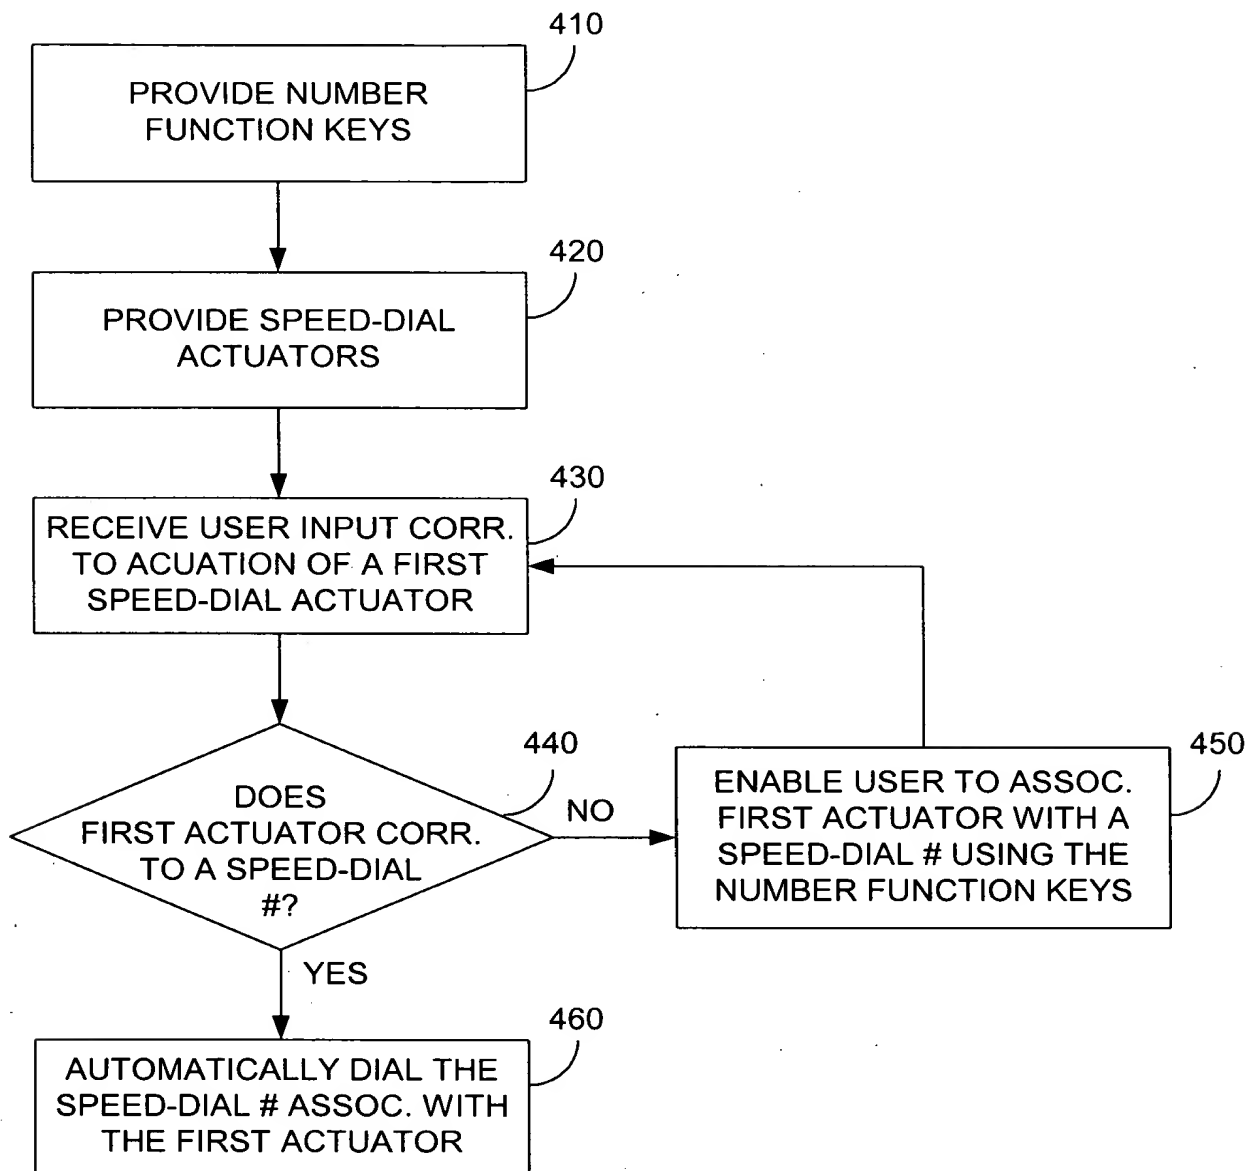 410
PROVIDE NUMBER
FUNCTION KEYS
420
PROVIDE SPEED-DIAL
ACTUATORS
430
RECEIVE USER INPUT CORR.
TO ACUATION OF A FIRST
SPEED-DIAL ACTUATOR
440
DOES
FIRST ACTUATOR CORR.
TO A SPEED-DIAL
#?
NO
450
ENABLE USER TO ASSOC.
FIRST ACTUATOR WITH A
SPEED-DIAL # USING THE
NUMBER FUNCTION KEYS
YES
460
AUTOMATICALLY DIAL THE
SPEED-DIAL # ASSOC. WITH
THE FIRST ACTUATOR